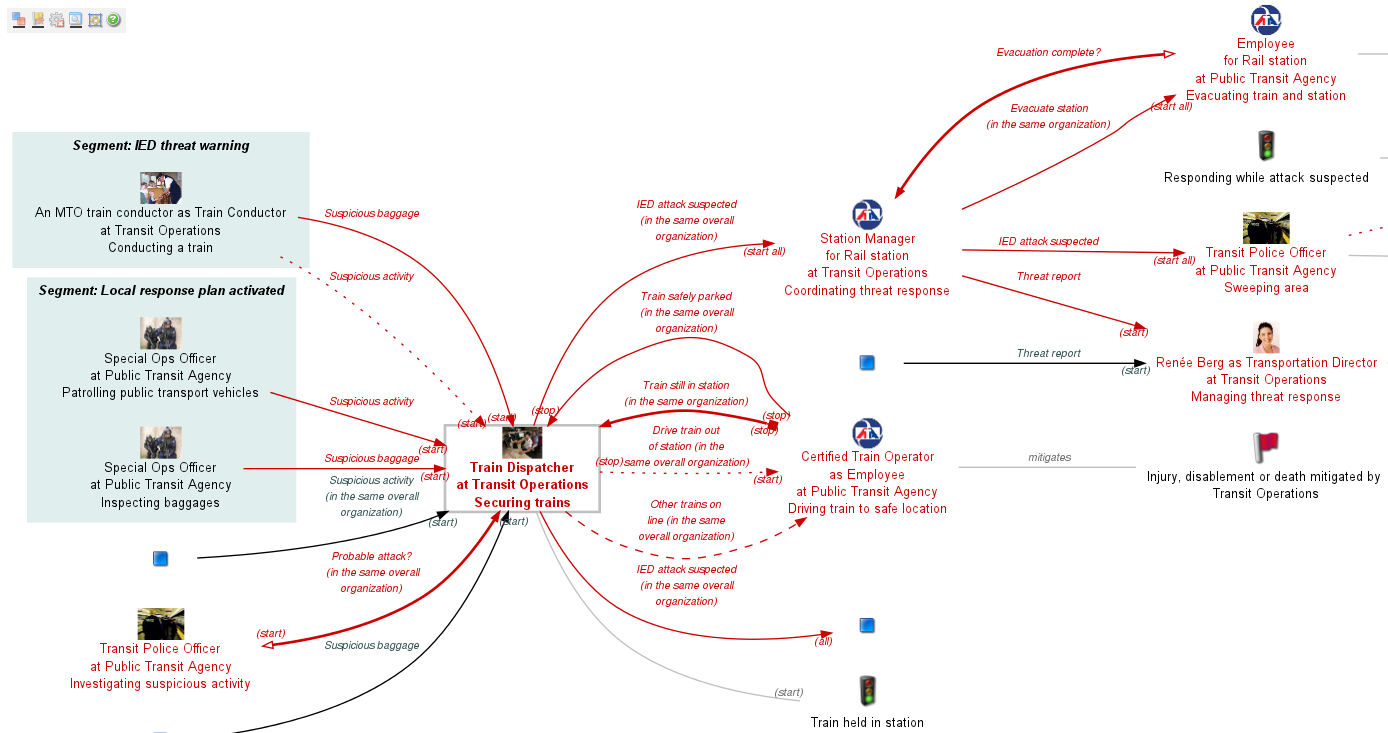 Evacuation complete?
Employee
for Rail station
at Public Transit Agency
Evacuating train and station
Evacuate station
(in the same organization)
(start all)
Segment: IED threat warning
An MTO train conductor as Train Conductor
at Transit Operations
Conducting a train
Suspicious baggage
Suspicious activity
Responding while attack suspected
IED attack suspected
(in the same overall
organization)
(start all)
Station Manager
for Rail station
at Transit Operations
Coordinating threat response
IED attack suspected
(start all)
Transit Police Officer
at Public Transit Agency
Sweeping area
Threat report
(start)
Segment: Local response plan activated
Special Ops Officer
at Public Transit Agency
Patrolling public transport vehicles
Suspicious activity
(start)
Special Ops Officer
at Public Transit Agency
Inspecting baggages
Suspicious baggage
(start)
Train safely parked
(in the same overall
organization)
(stop)
(stop)
Threat report
(start)
Renée Berg as Transportation Director
at Transit Operations
Managing threat response
Train still in station
(in the same organization)
(stop)
(stop)
(start)
(start)
Train Dispatcher
at Transit Operations
Securing trains
Drive train out
of station (in the
same overall organization)
(start)
Certified Train Operator
as Employee
at Public Transit Agency
Driving train to safe location
mitigates
Injury, disablement or death mitigated by
Transit Operations
Suspicious activity
(in the same overall
organization)
(start)
(start)
Other trains on
line (in the same
overall organization)
Probable attack?
(in the same overall
organization)
(start)
Transit Police Officer
at Public Transit Agency
Investigating suspicious activity
IED attack suspected
(in the same overall
organization)
(all)
Suspicious baggage
(start)
Train held in station